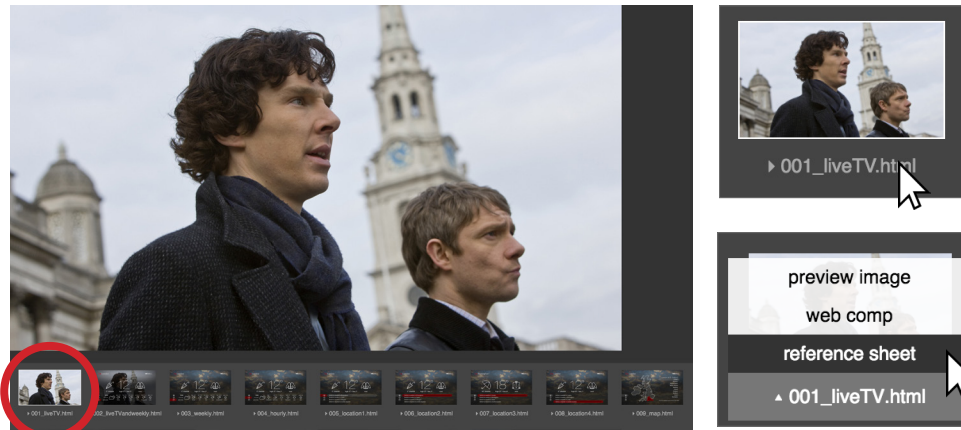 ▸ 001_liveTV.html
02_liveTVandweekly.html
▸ 003_weekly.html
▸ 004_hourly.html
▸ 005_location1.html
▸ 006_location2.html
▸ 007_location3.html
▸ 008_location4.html
▸ 009_map.html
▸ 001_liveTV.html
preview image
web comp
reference sheet
▴ 001_liveTV.html